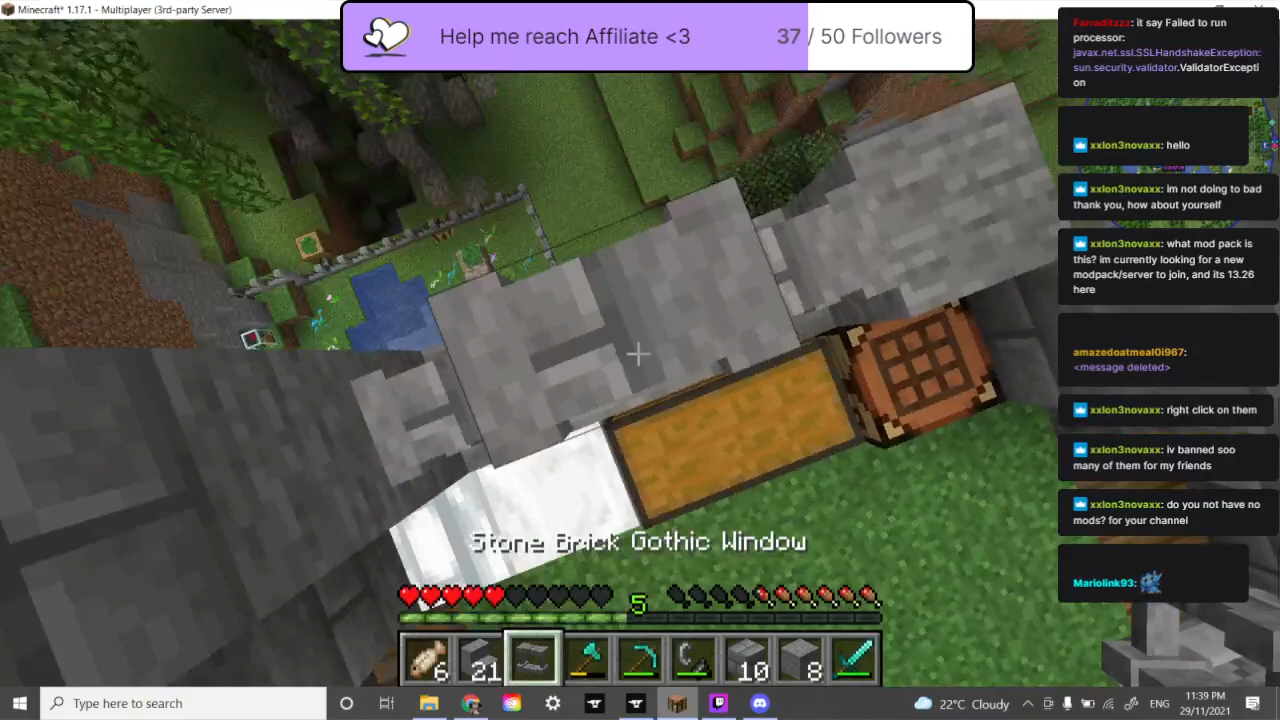 Minecraft* 1.17.1 - Multiplayer (3rd-party Server)
Help me reach Affiliate <3
37 / 50 Followers
Farraditzzz: it say Failed to run
processor:
javax.net.ssl.SSLHandshakeException:
sun.security.validator.ValidatorExcepti
on
xxlon3novaxx: hello
xxlon3novaxx: im not doing to bad
thank you, how about yourself
xxlon3novaxx: what mod pack is
this? im currently looking for a new
modpack/server to join, and its 13.26
here
amazedoatmeal0i967:
<message deleted>
xxlon3novaxx: right click on them
xxlon3novaxx: iv banned soo
many of them for my friends
xxlon3novaxx: do you not have no
mods? for your channel
Mariolink93:
Stone Brick Gothic Window
5
6
21
10
8
Type here to search
22°C Cloudy
ENG
11:39 PM
29/11/2021